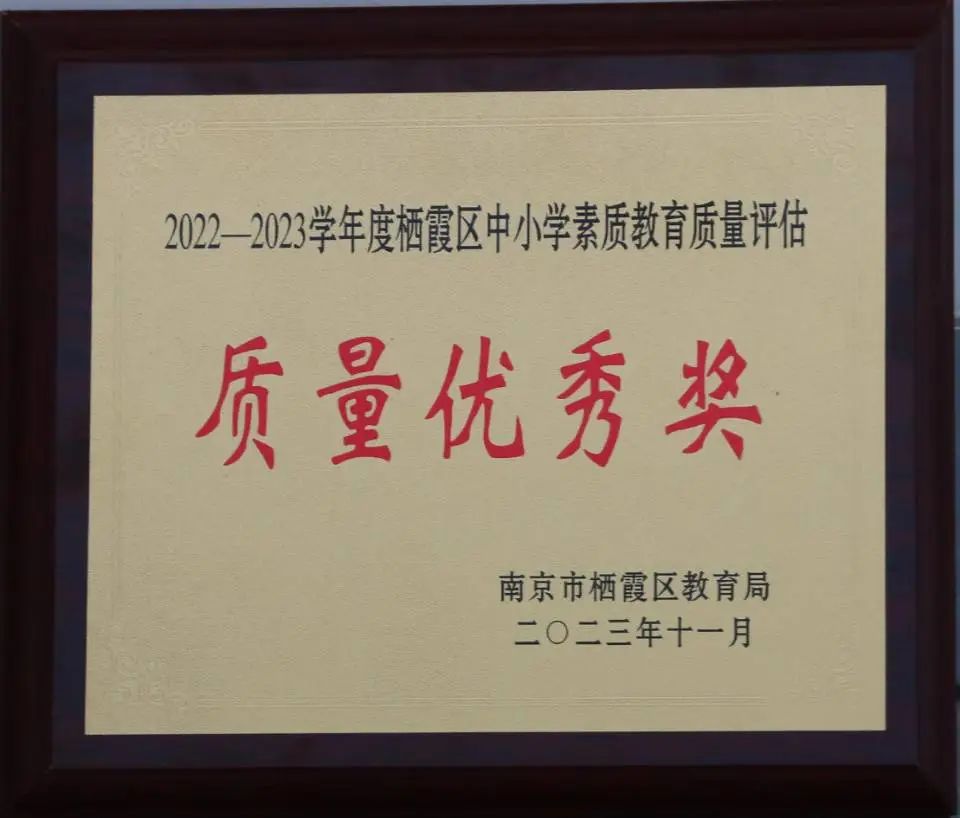 2022—2023学年度栖霞区中小学素质教育质量评估
质量优秀奖
南京市栖霞区教育局
二〇二三年十一月